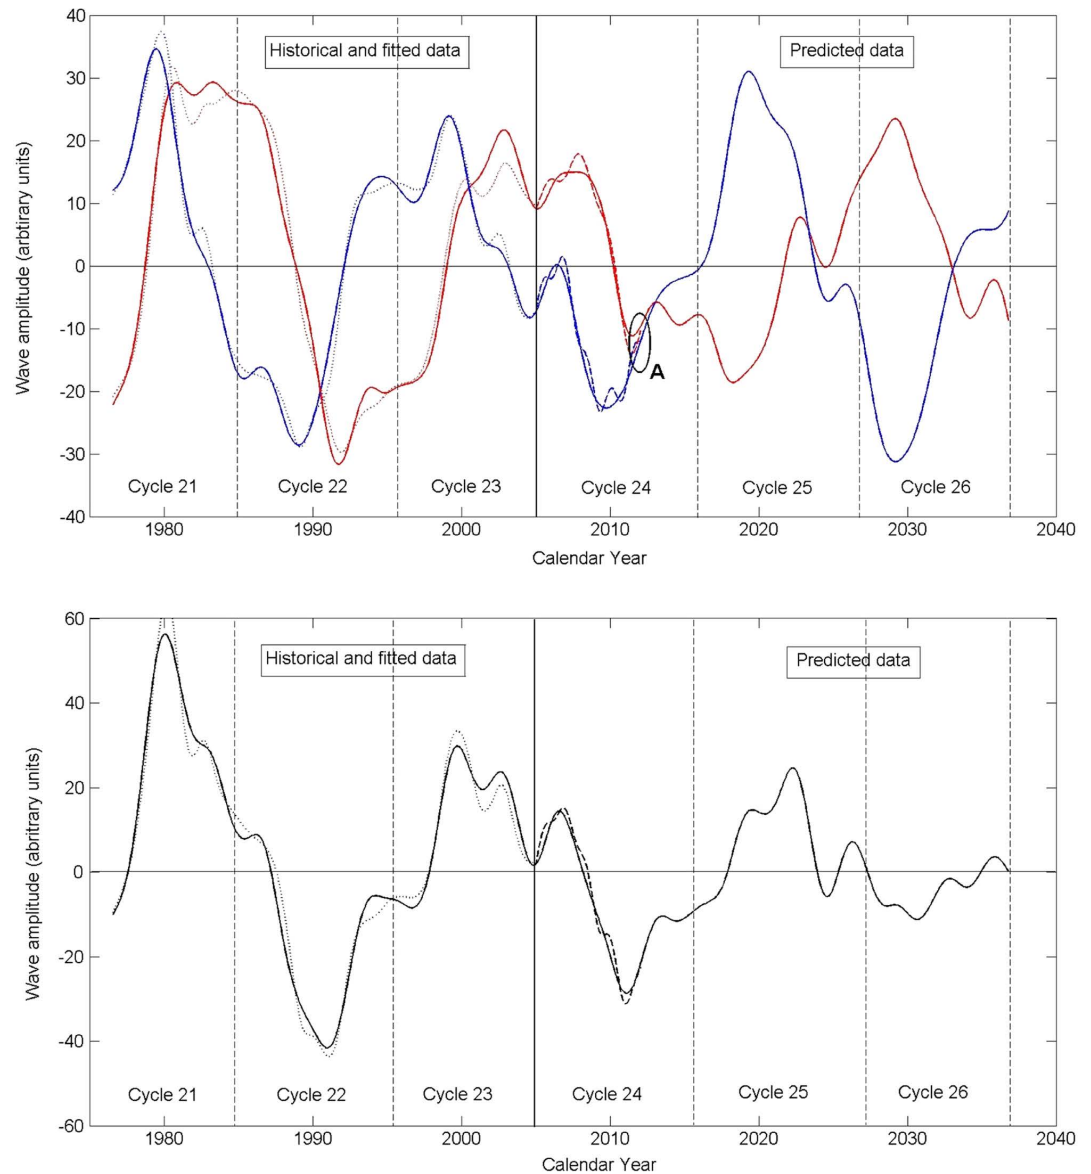 40
30
20
10
0
-10
-20
-30
-40
Wave amplitude (arbtirary units)
Historical and fitted data
Predicted data
A
Cycle 21
Cycle 22
Cycle 23
Cycle 24
Cycle 25
Cycle 26
1980
1990
2000
2010
2020
2030
2040
Calendar Year
60
40
20
0
-20
-40
-60
Wave amplitude (abritrary units)
Historical and fitted data
Predicted data
Cycle 21
Cycle 22
Cycle 23
Cycle 24
Cycle 25
Cycle 26
1980
1990
2000
2010
2020
2030
2040
Calendar Year